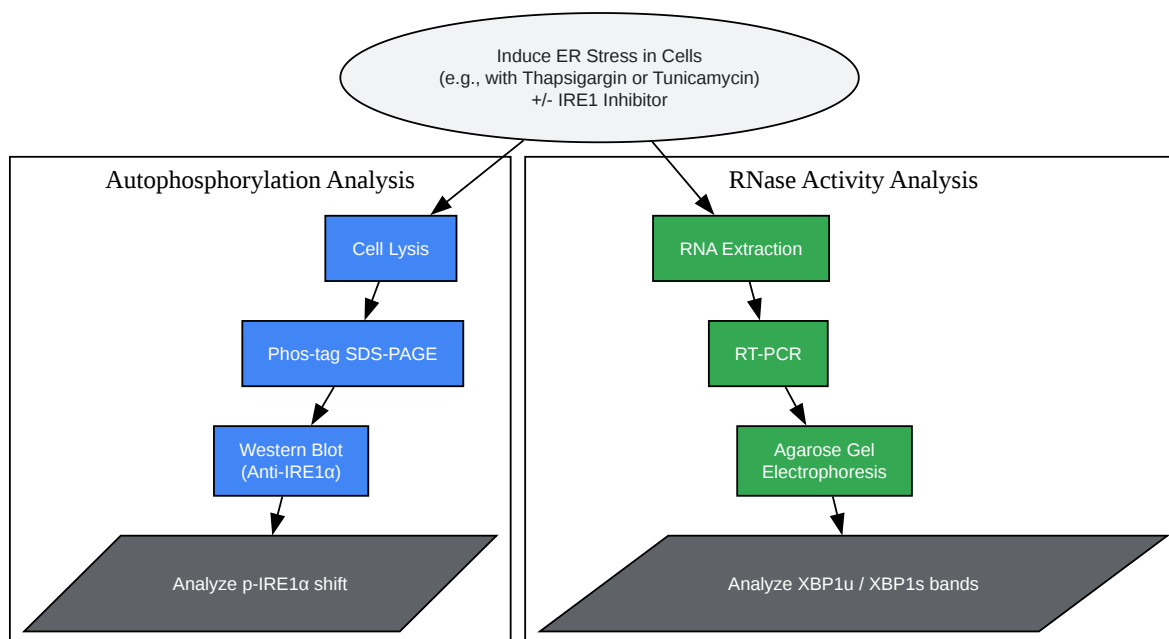 Induce ER Stress in Cells
(e.g., with Thapsigargin or Tunicamycin)
+/- IRE1 Inhibitor
Autophosphorylation Analysis
Cell Lysis
Phos-tag SDS-PAGE
Western Blot
(Anti-IRE1α)
Analyze p-IRE1α shift
RNase Activity Analysis
RNA Extraction
RT-PCR
Agarose Gel
Electrophoresis
Analyze XBP1u / XBP1s bands